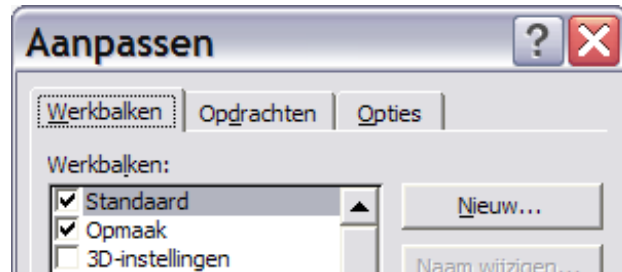 Aanpassen ?
Werkbalken Opdrachten Opties
Werkbalken:
Standaard
Nieuw...
Opmaak
3D-instellingen
Naam wijzigen...